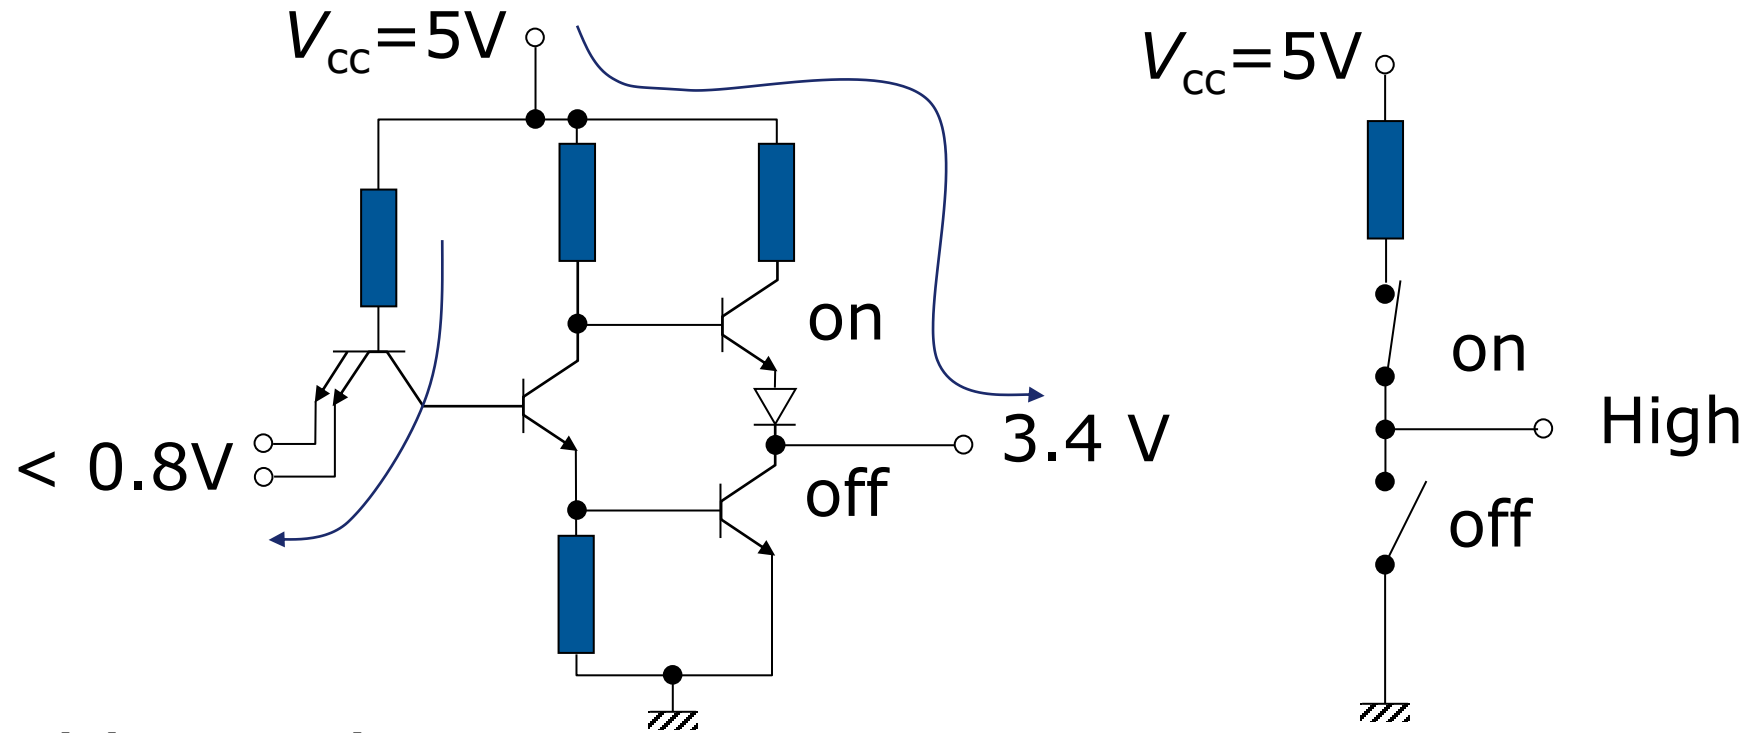 Vcc=5V
on
3.4 V
< 0.8V
off
Vcc=5V
on
High
off